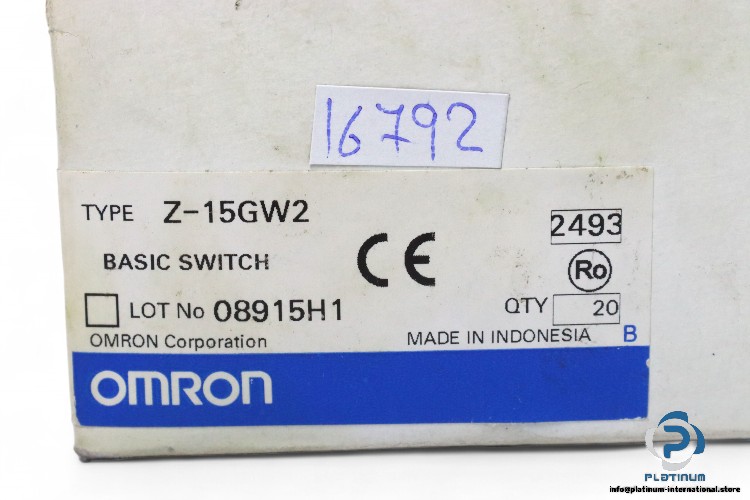 16792
TYPE Z-15GW2
2493
BASIC SWITCH
CE
Ro
LOT No 08915H1
QTY 20
OMRON Corporation
MADE IN INDONESIA B
OMRON
PLATINUM
info@platinum-international.store